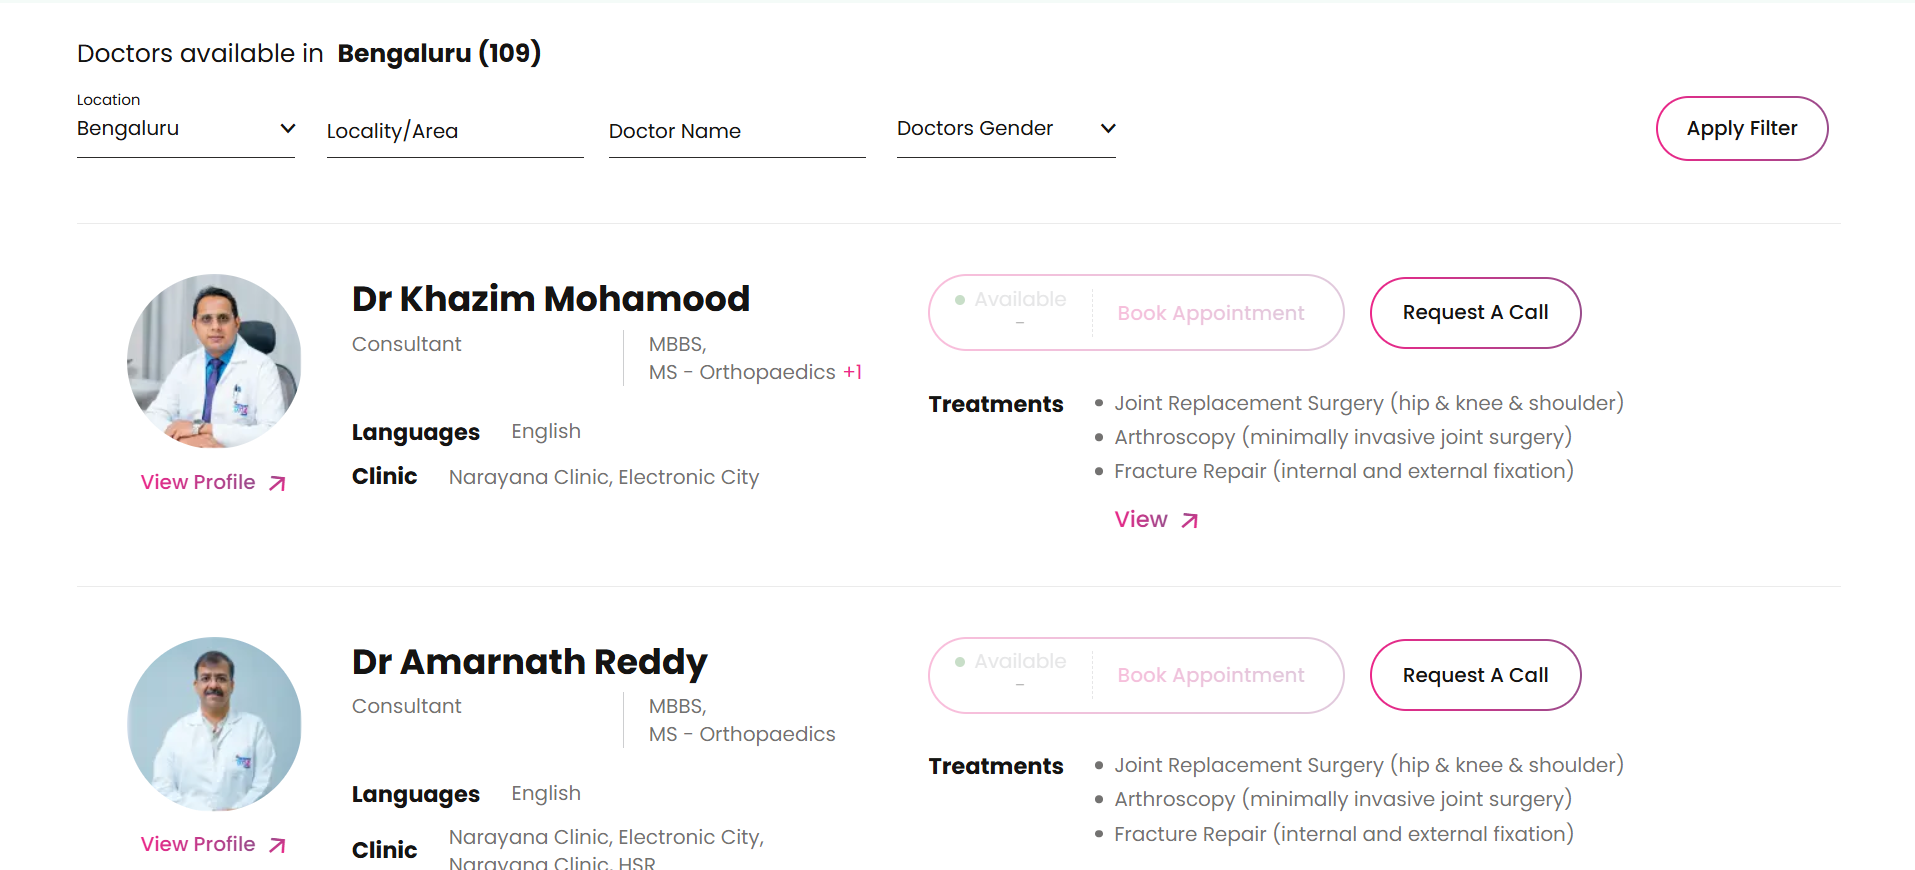 Doctors available in Bengaluru (109)
Location
Bengaluru
Locality/Area
Doctor Name
Doctors Gender
Apply Filter
Dr Khazim Mohamood
Consultant
MBBS,
MS - Orthopaedics +1
Languages English
Clinic Narayana Clinic, Electronic City
View Profile
Available
-
Book Appointment
Request A Call
Treatments
• Joint Replacement Surgery (hip & knee & shoulder)
• Arthroscopy (minimally invasive joint surgery)
• Fracture Repair (internal and external fixation)
View
Dr Amarnath Reddy
Consultant
MBBS,
MS - Orthopaedics
Languages English
Clinic Narayana Clinic, Electronic City,
Narayana Clinic, HSR
View Profile
Available
-
Book Appointment
Request A Call
Treatments
• Joint Replacement Surgery (hip & knee & shoulder)
• Arthroscopy (minimally invasive joint surgery)
• Fracture Repair (internal and external fixation)